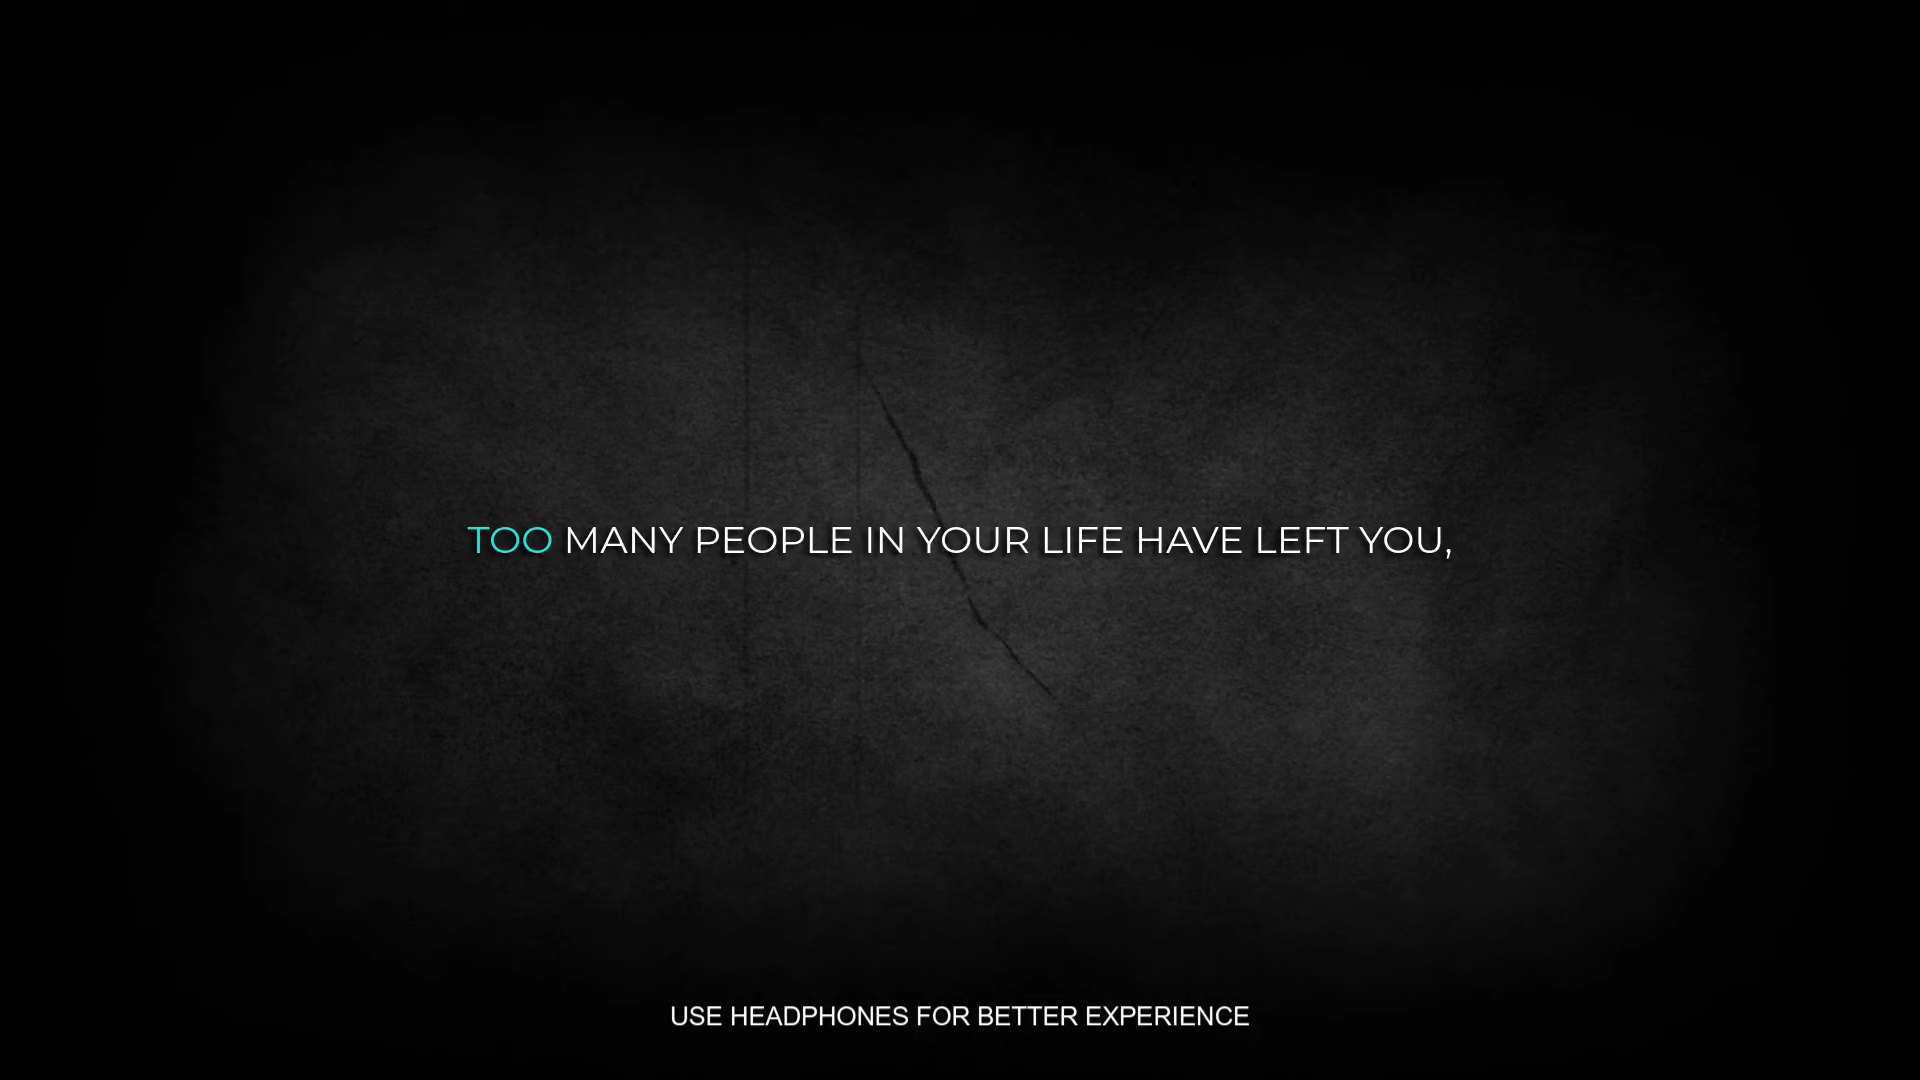 TOO MANY PEOPLE IN YOUR LIFE HAVE LEFT YOU,
USE HEADPHONES FOR BETTER EXPERIENCE